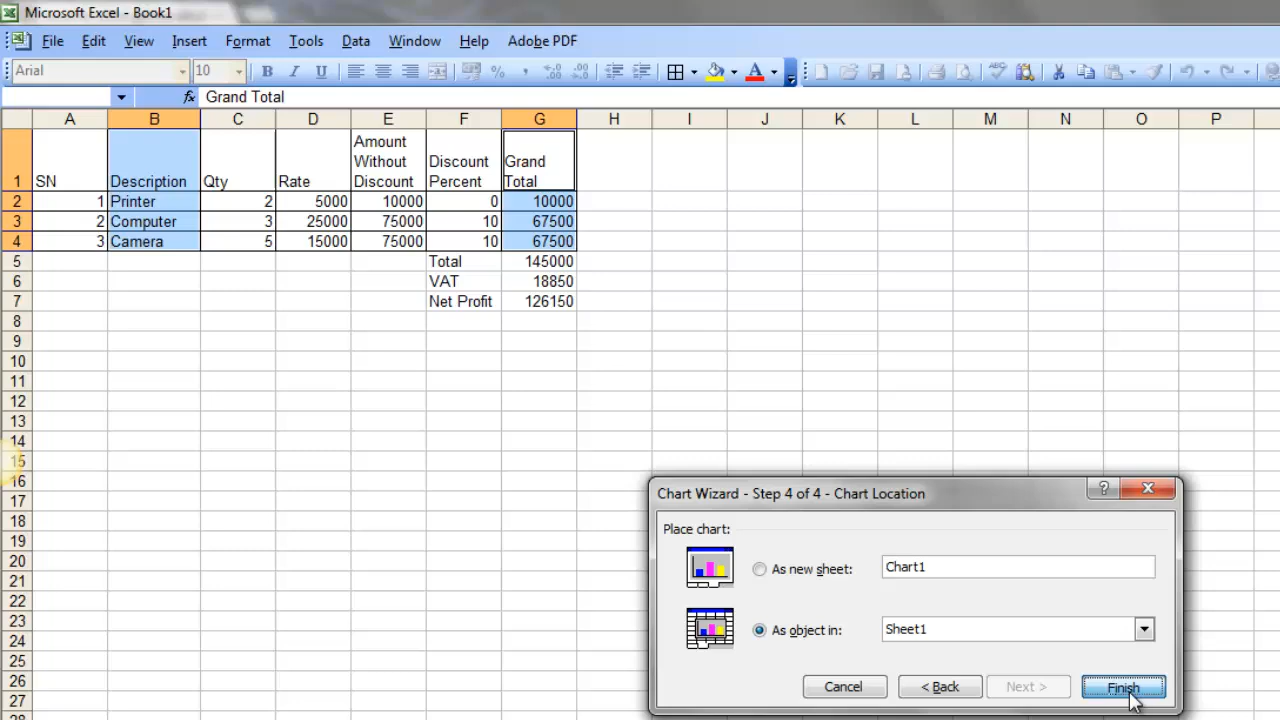 Microsoft Excel - Book1
File Edit View Insert Format Tools Data Window Help Adobe PDF
Arial 10 B I U % .00
fx Grand Total
A B C D E F G H I J K L M N O P
1 SN Description Qty Rate Amount Without Discount Discount Percent Grand Total
2 1 Printer 2 5000 10000 0 10000
3 2 Computer 3 25000 75000 10 67500
4 3 Camera 5 15000 75000 10 67500
5 Total 145000
6 VAT 18850
7 Net Profit 126150
8
9
10
11
12
13
14
15
16
17
18
19
20
21
22
23
24
25
26
27
28
Chart Wizard - Step 4 of 4 - Chart Location ?
Place chart:
As new sheet: Chart1
As object in: Sheet1
Cancel < Back Next > Finish